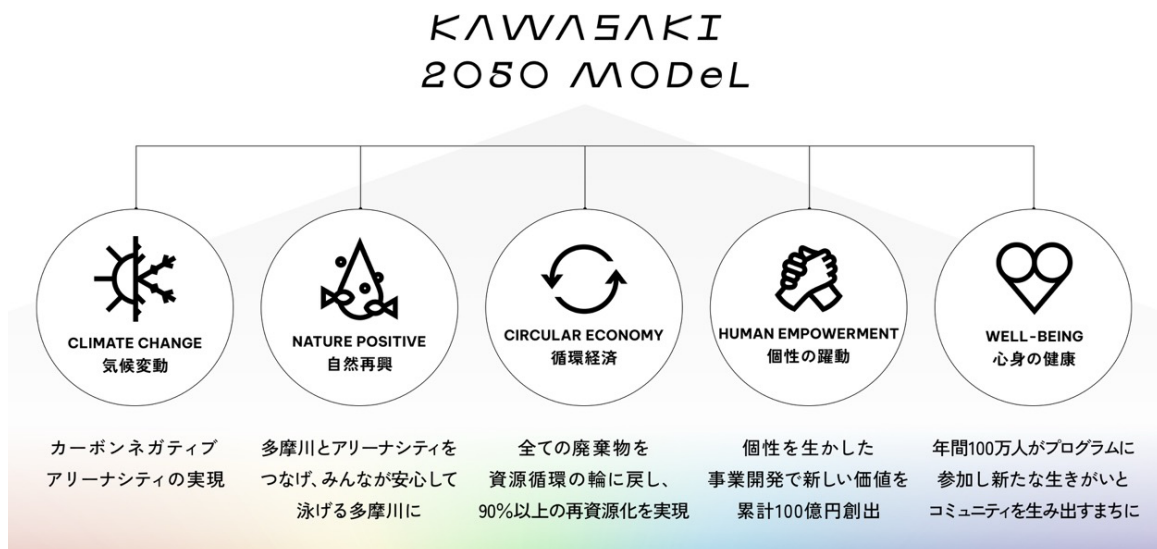 KAWASAKI
2050 MODeL
CLIMATE CHANGE
気候変動
カーボンネガティブ
アリーナシティの実現
NATURE POSITIVE
自然再興
多摩川とアリーナシティを
つなげ、みんなが安心して
泳げる多摩川に
CIRCULAR ECONOMY
循環経済
全ての廃棄物を
資源循環の輪に戻し、
90%以上の再資源化を実現
HUMAN EMPOWERMENT
個性の躍動
個性を生かした
事業開発で新しい価値を
累計100億円創出
WELL-BEING
心身の健康
年間100万人がプログラムに
参加し新たな生きがいと
コミュニティを生み出すまちに